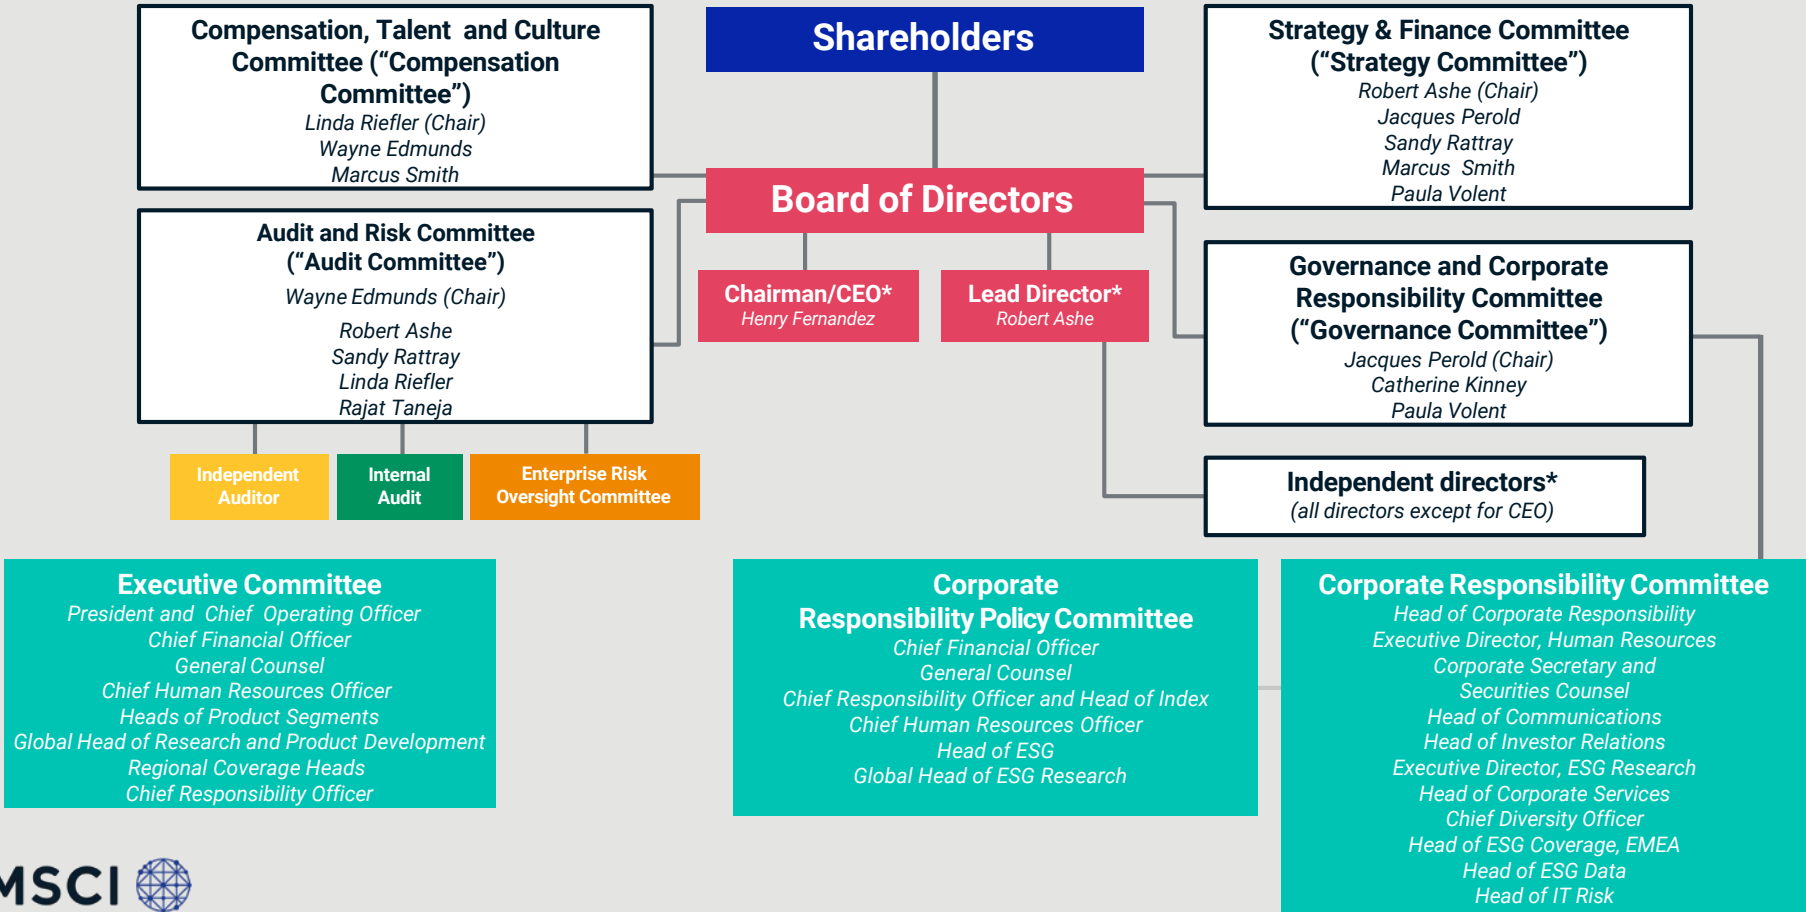 Compensation, Talent and Culture
Committee (“Compensation
Committee”)
Linda Riefler (Chair)
Wayne Edmunds
Marcus Smith
Shareholders
Strategy & Finance Committee
(“Strategy Committee”)
Robert Ashe (Chair)
Jacques Perold
Sandy Rattray
Marcus Smith
Paula Volent
Board of Directors
Audit and Risk Committee
(“Audit Committee”)
Wayne Edmunds (Chair)
Robert Ashe
Sandy Rattray
Linda Riefler
Rajat Taneja
Chairman/CEO*
Henry Fernandez
Lead Director*
Robert Ashe
Governance and Corporate
Responsibility Committee
(“Governance Committee”)
Jacques Perold (Chair)
Catherine Kinney
Paula Volent
Independent
Auditor
Internal
Audit
Enterprise Risk
Oversight Committee
Independent directors*
(all directors except for CEO)
Executive Committee
President and Chief Operating Officer
Chief Financial Officer
General Counsel
Chief Human Resources Officer
Heads of Product Segments
Global Head of Research and Product Development
Regional Coverage Heads
Chief Responsibility Officer
Corporate
Responsibility Policy Committee
Chief Financial Officer
General Counsel
Chief Responsibility Officer and Head of Index
Chief Human Resources Officer
Head of ESG
Global Head of ESG Research
Corporate Responsibility Committee
Head of Corporate Responsibility
Executive Director, Human Resources
Corporate Secretary and
Securities Counsel
Head of Communications
Head of Investor Relations
Executive Director, ESG Research
Head of Corporate Services
Chief Diversity Officer
Head of ESG Coverage, EMEA
Head of ESG Data
Head of IT Risk
MSCI